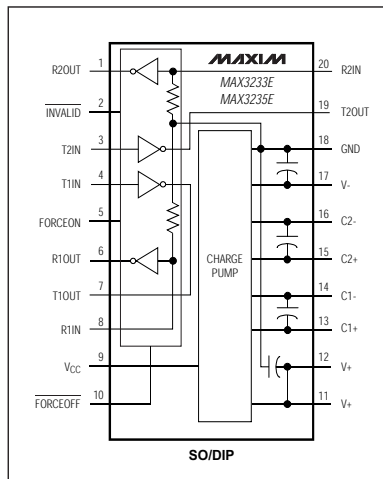 MAXIM
MAX3233E
MAX3235E
R2OUT 1
INVALID 2
T2IN 3
T1IN 4
FORCEON 5
R1OUT 6
T1OUT 7
R1IN 8
VCC 9
FORCEOFF 10
20 R2IN
19 T2OUT
18 GND
17 V-
16 C2-
15 C2+
14 C1-
13 C1+
12 V+
11 V+
CHARGE
PUMP
SO/DIP